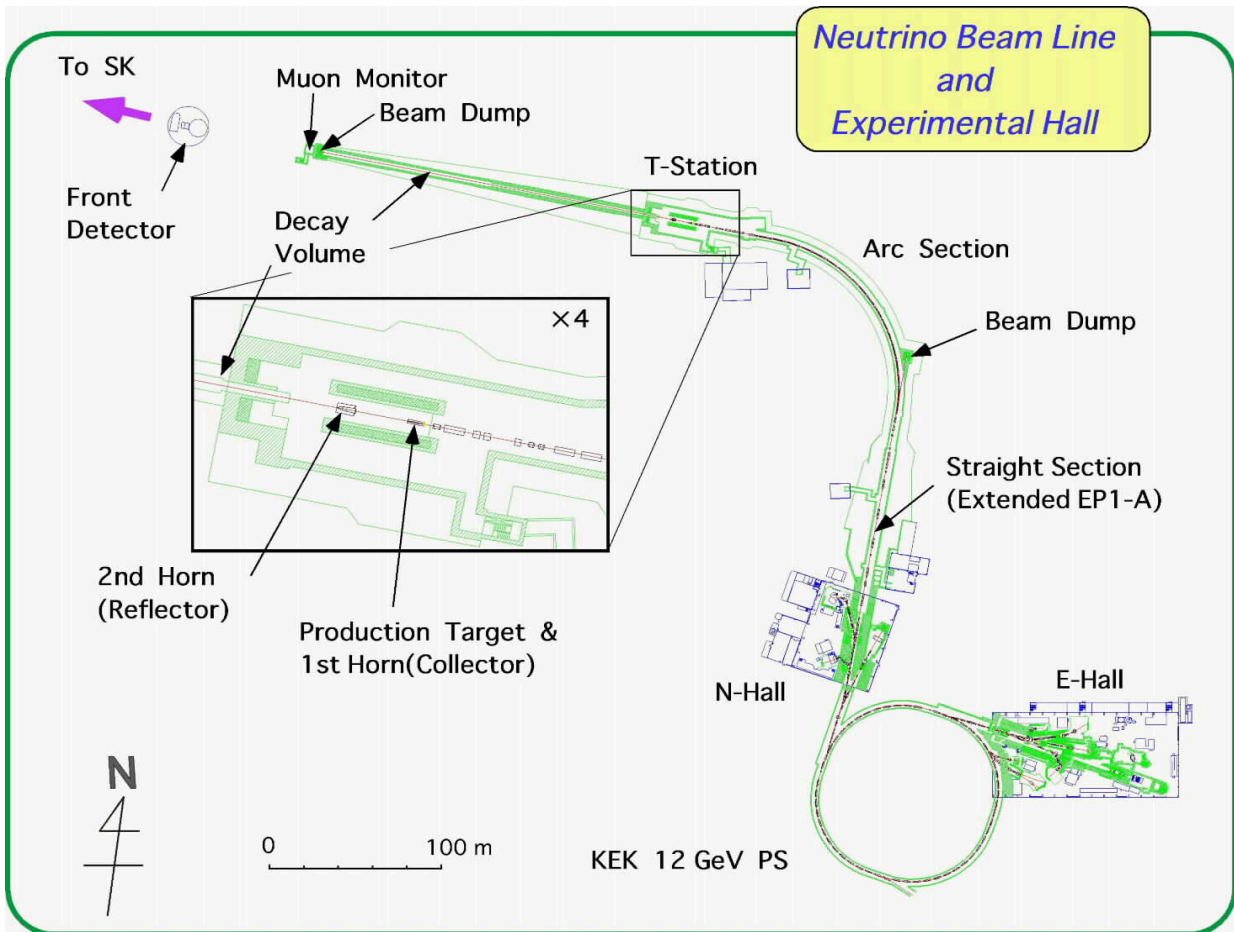 Neutrino Beam Line
and
Experimental Hall
To SK
Muon Monitor
Beam Dump
T-Station
Front
Detector
Decay
Volume
Arc Section
×4
Beam Dump
Straight Section
(Extended EP1-A)
2nd Horn
(Reflector)
Production Target &
1st Horn(Collector)
N-Hall
E-Hall
N
0
100 m
KEK 12 GeV PS